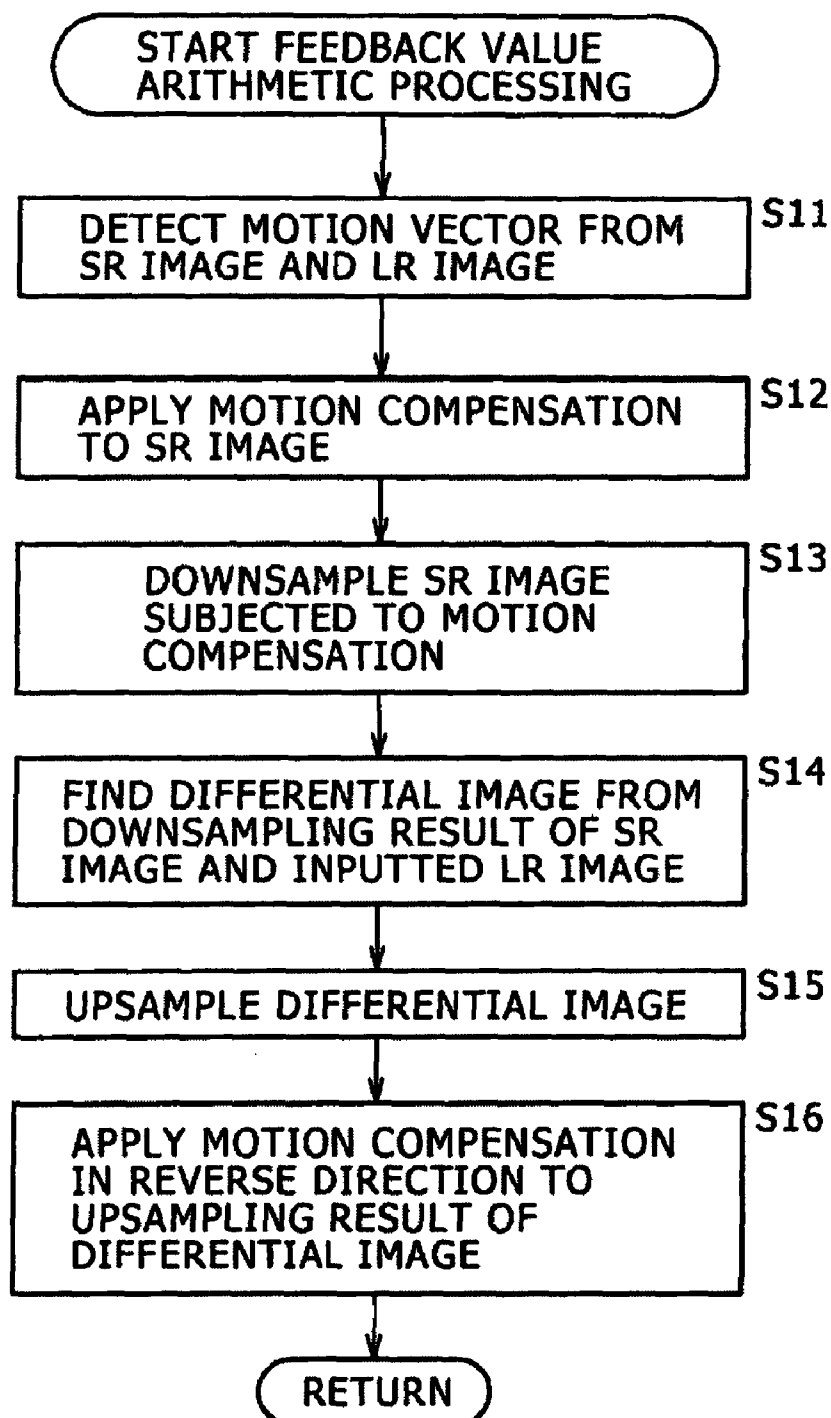 START FEEDBACK VALUE
ARITHMETIC PROCESSING
S11
DETECT MOTION VECTOR FROM
SR IMAGE AND LR IMAGE
S12
APPLY MOTION COMPENSATION
TO SR IMAGE
S13
DOWNSAMPLE SR IMAGE
SUBJECTED TO MOTION
COMPENSATION
S14
FIND DIFFERENTIAL IMAGE FROM
DOWNSAMPLING RESULT OF SR
IMAGE AND INPUTTED LR IMAGE
S15
UPSAMPLE DIFFERENTIAL IMAGE
S16
APPLY MOTION COMPENSATION
IN REVERSE DIRECTION TO
UPSAMPLING RESULT OF
DIFFERENTIAL IMAGE
RETURN